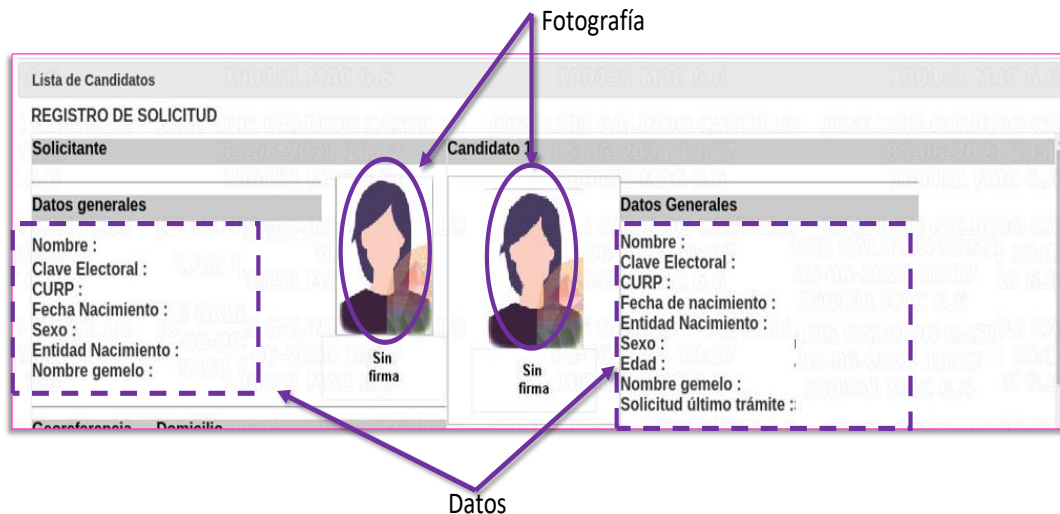 Fotografía
Lista de Candidatos
REGISTRO DE SOLICITUD
Solicitante
Candidato 1
Datos generales
Nombre :
Clave Electoral :
CURP :
Fecha Nacimiento :
Sexo :
Entidad Nacimiento :
Nombre gemelo :
Sin
firma
Sin
firma
Datos Generales
Nombre :
Clave Electoral :
CURP :
Fecha de nacimiento :
Entidad Nacimiento :
Sexo :
Edad :
Nombre gemelo :
Solicitud último trámite :
Georeferencia Domicilio
Datos